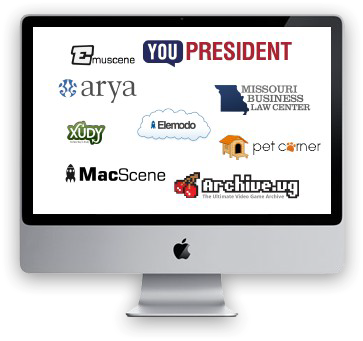 Emuscene
YOU PRESIDENT
arya
MISSOURI
BUSINESS
LAW CENTER
XUDY
Elemodo
pet corner
MacScene
Archive.vg
The Ultimate Video Game Archive